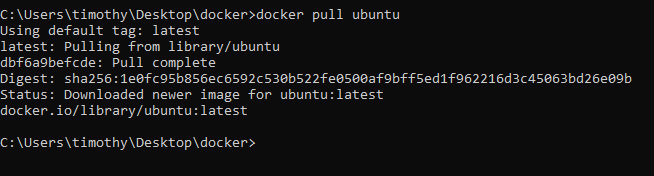 C:\Users\timothy\Desktop\docker>docker pull ubuntu
Using default tag: latest
latest: Pulling from library/ubuntu
dbf6a9befcde: Pull complete
Digest: sha256:1e0fc95b856ec6592c530b522fe0500af9bff5ed1f962216d3c45063bd26e09b
Status: Downloaded newer image for ubuntu:latest
docker.io/library/ubuntu:latest
C:\Users\timothy\Desktop\docker>